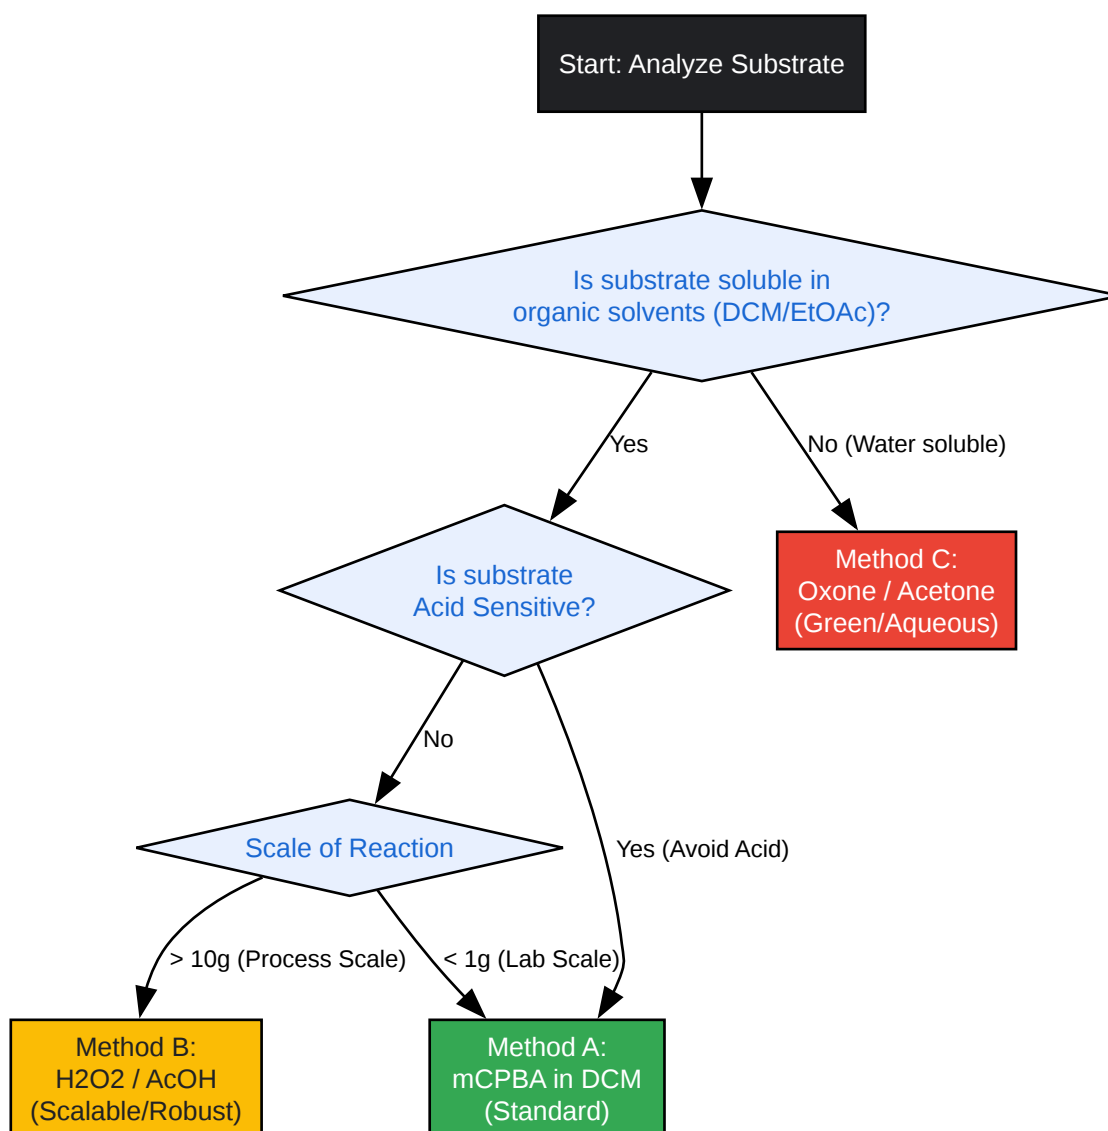 Start: Analyze Substrate
Is substrate soluble in
organic solvents (DCM/EtOAc)?
Yes
No (Water soluble)
Is substrate
Acid Sensitive?
Method C:
Oxone / Acetone
(Green/Aqueous)
No
Yes (Avoid Acid)
Scale of Reaction
> 10g (Process Scale)
< 1g (Lab Scale)
Method B:
H2O2 / AcOH
(Scalable/Robust)
Method A:
mCPBA in DCM
(Standard)